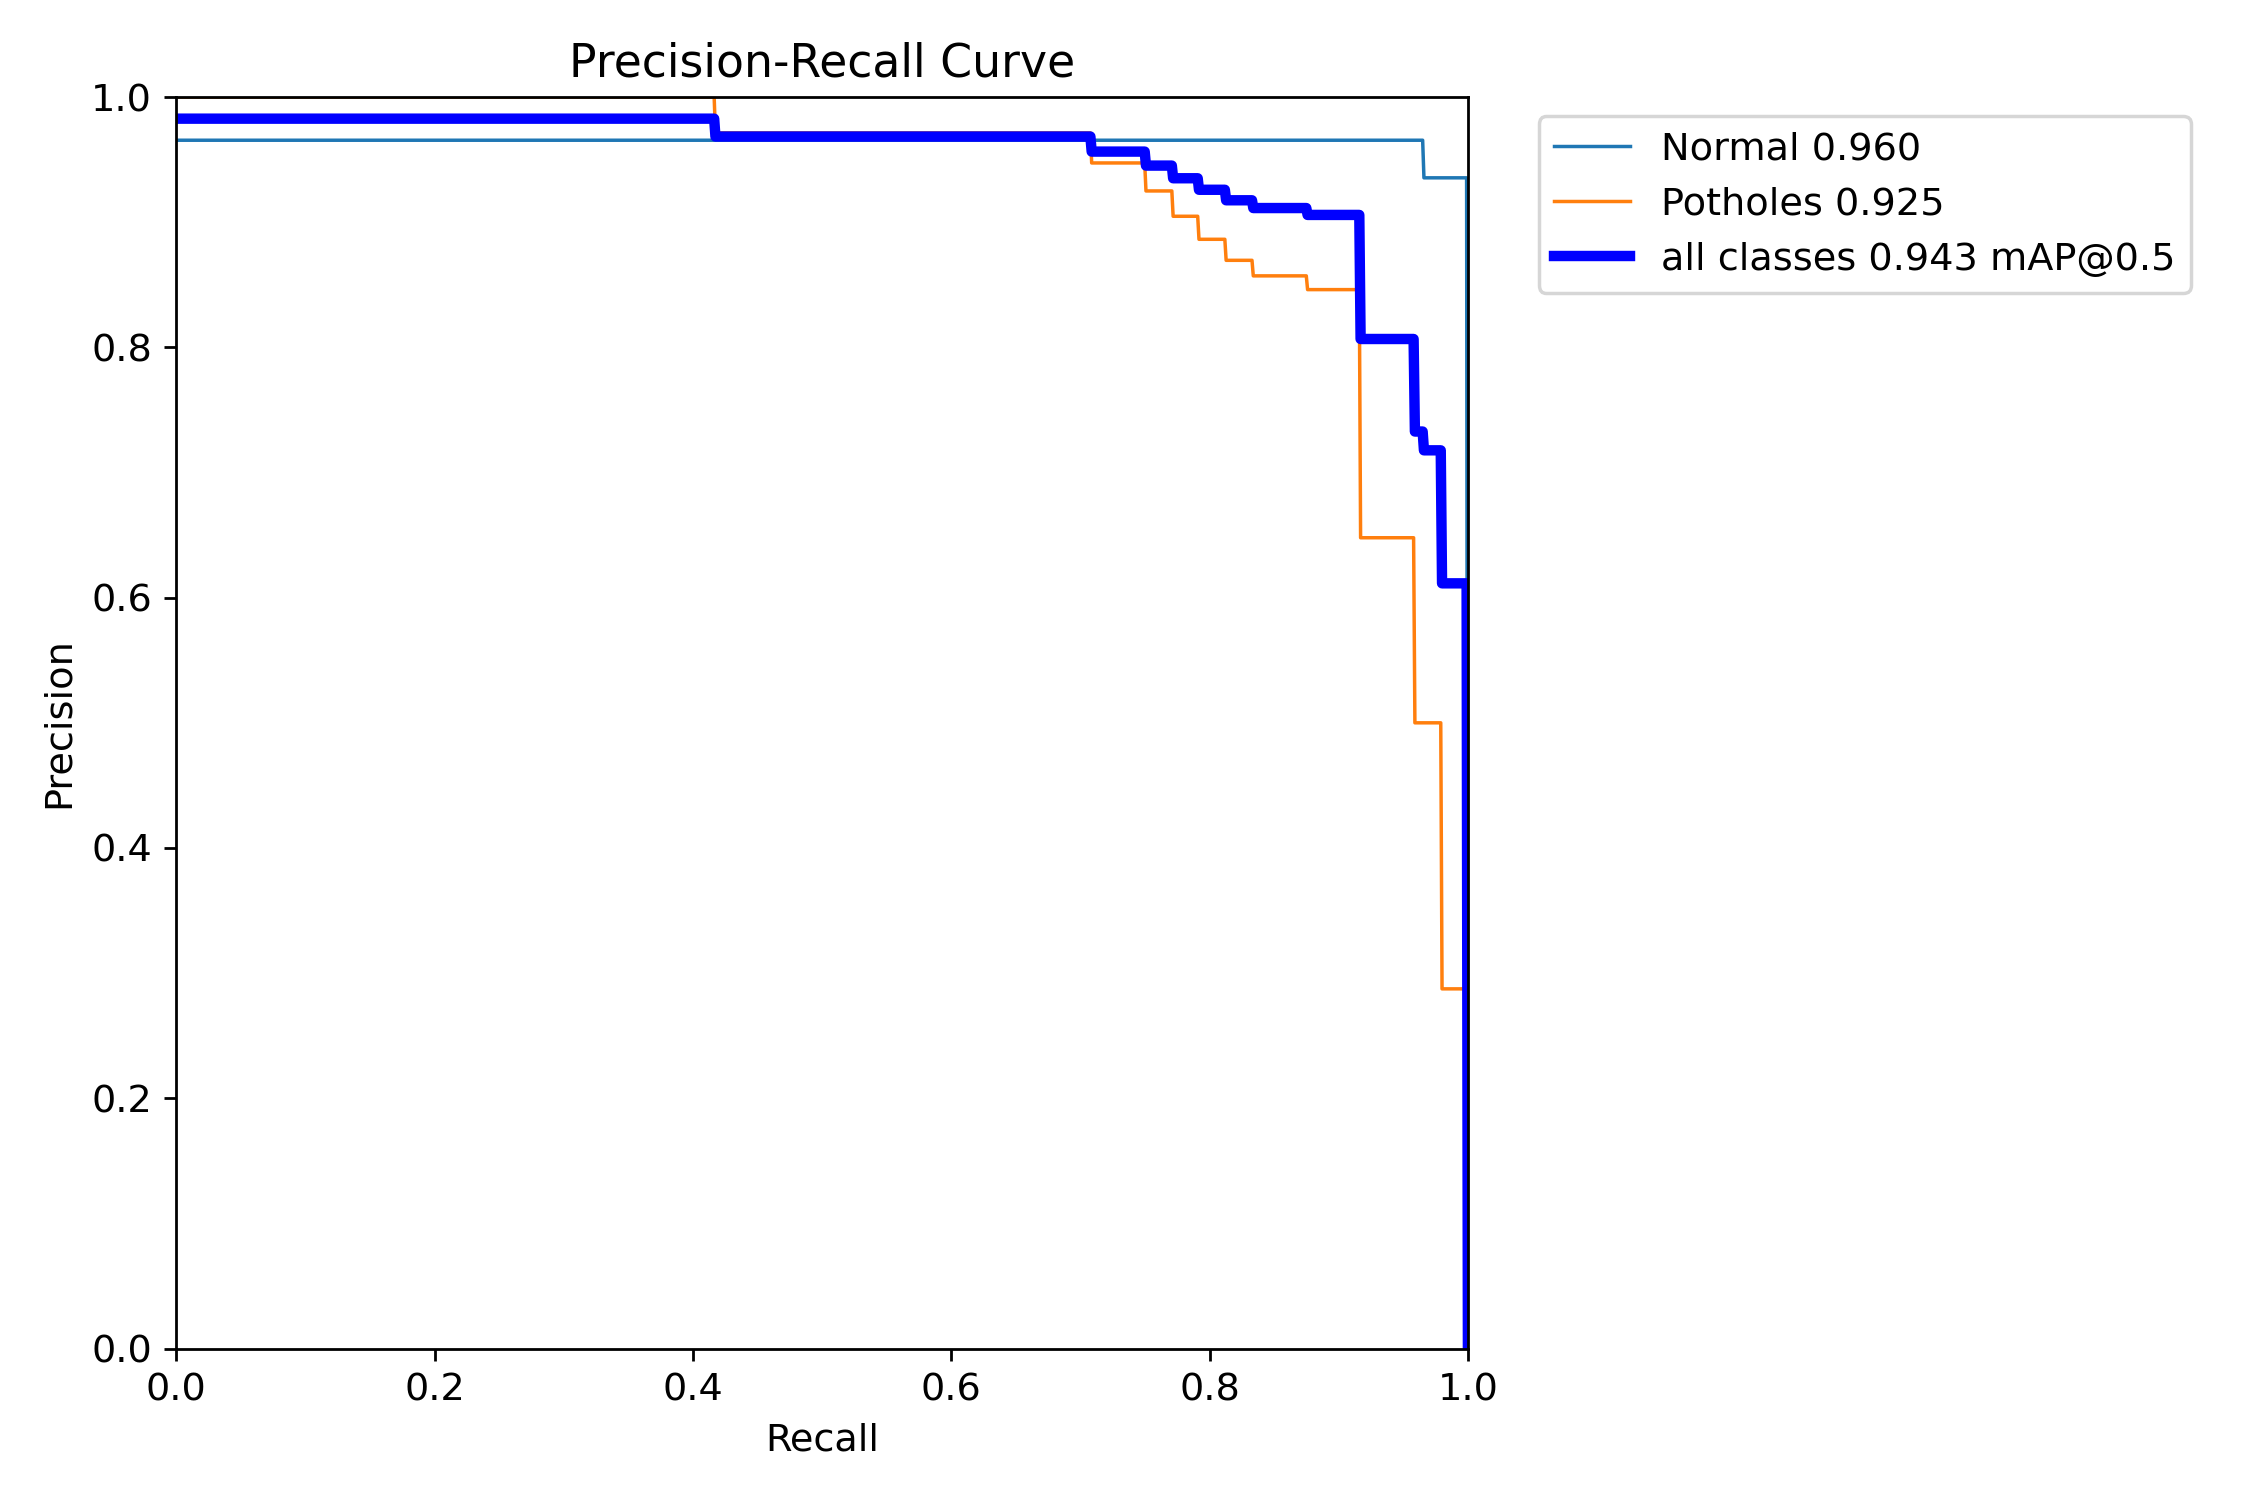 Precision-Recall Curve
1.0
0.8
0.6
0.4
0.2
0.0
Precision
0.0 0.2 0.4 0.6 0.8 1.0
Recall
Normal 0.960
Potholes 0.925
all classes 0.943 mAP@0.5